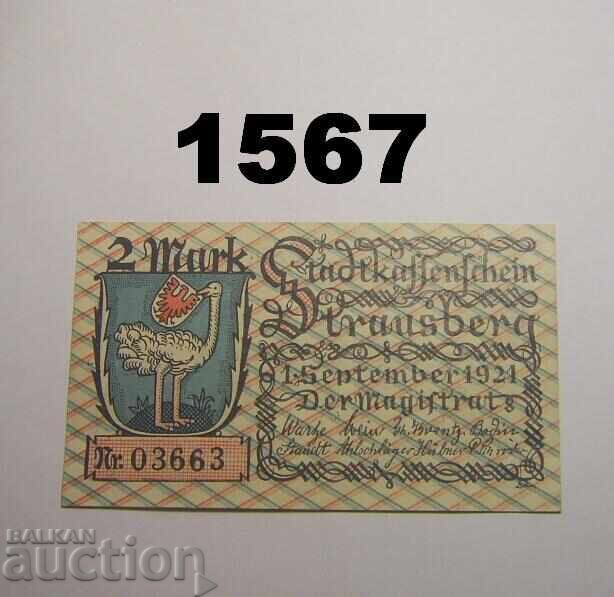 1567
2 Mark
Stadtkassenschein
Strausberg
1. September 1921
Der Magistrat:
Nr. 03663
BALKAN
auction